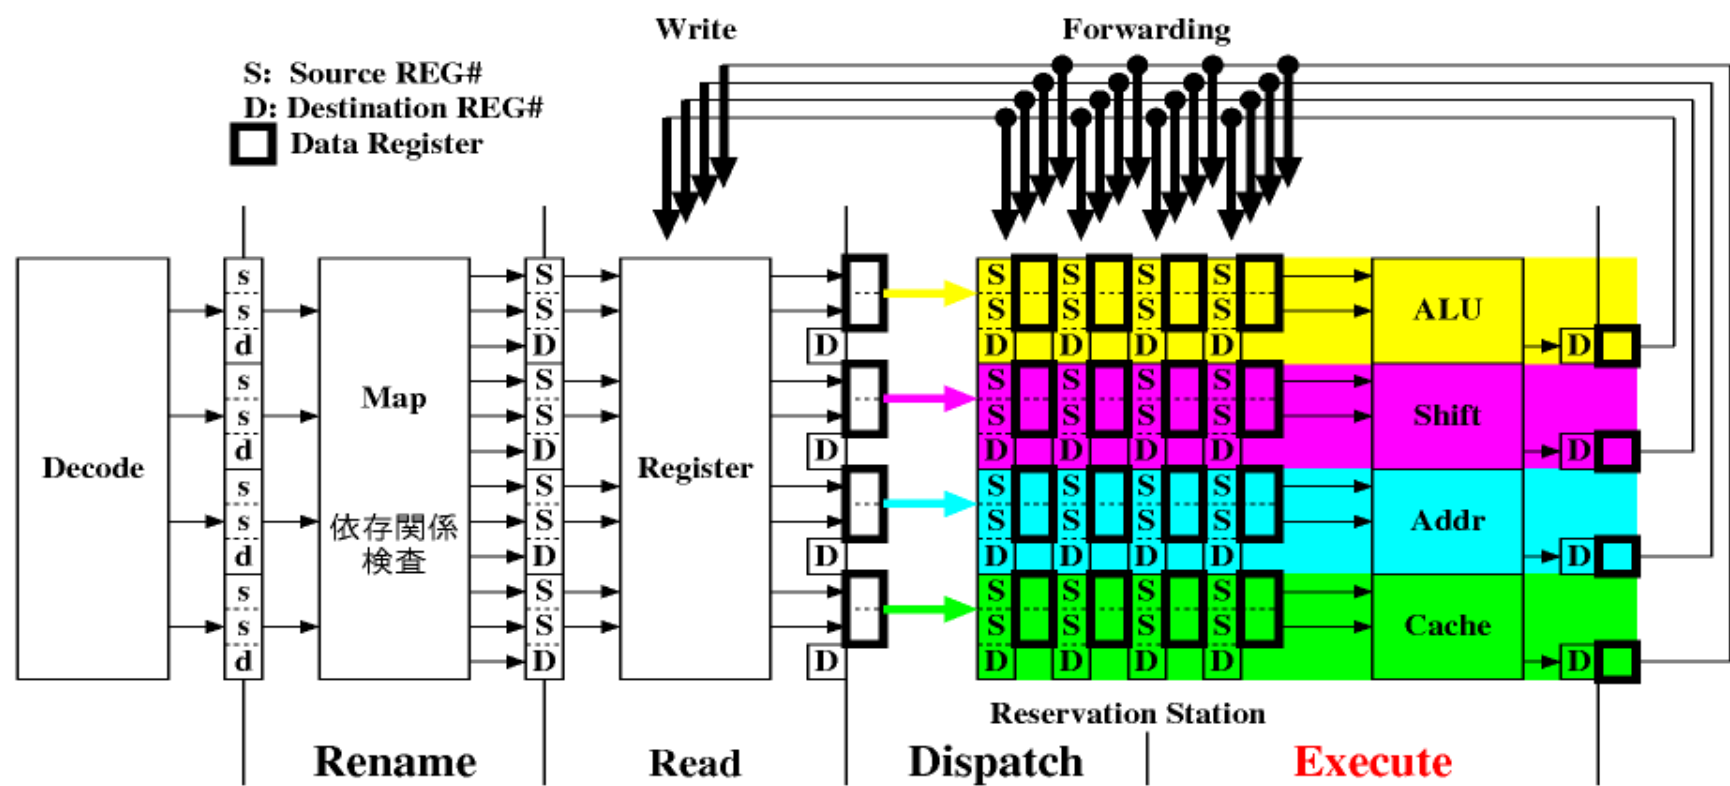 Write
Forwarding
S: Source REG#
D: Destination REG#
Data Register
Decode
s
s
d
s
s
d
s
s
d
s
s
d
Map
依存関係
検査
S
S
D
S
S
D
S
S
D
S
S
D
Register
D
D
D
D
S S S S
S S S S
D D D D
ALU
D
S S S S
S S S S
D D D D
Shift
D
S S S S
S S S S
D D D D
Addr
D
S S S S
S S S S
D D D D
Cache
D
Reservation Station
Rename
Read
Dispatch
Execute